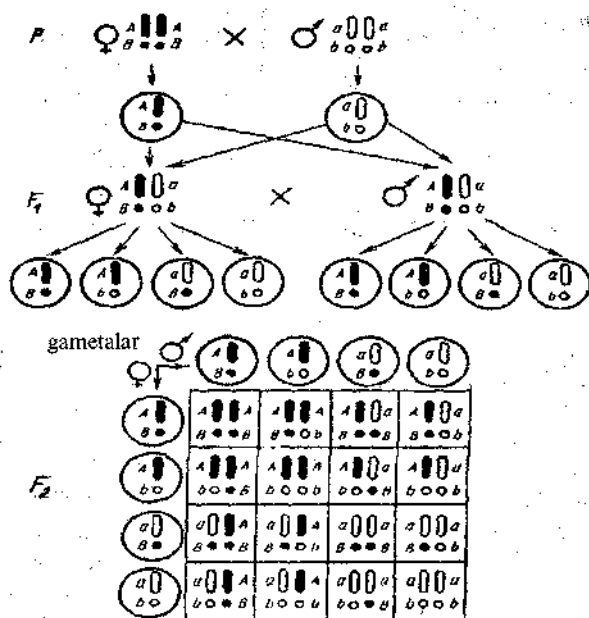 P ♀ A A × ♂ a a
B B b b
A a
B b
F₁ ♀ A a × ♂ A a
B b B b
A A a a A A a a
B b B b B b B b
gametalar ♂ A A a a
♀ B b B b
A A A A A A a A a
B B B B b B B B b
F₂
A A A A A A a A
b b b b b b b b
a a A a A a a a a
B B B B b B B B b
a a A a A a a a a
b b B b b B b b